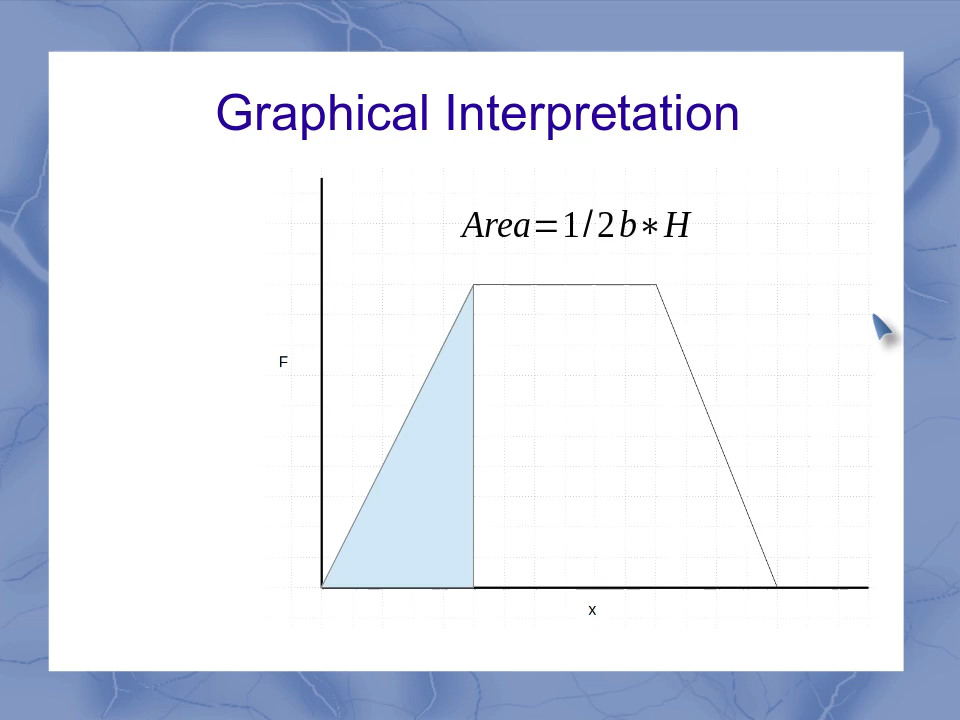 Graphical Interpretation
Area=1/2b∗H
F
x